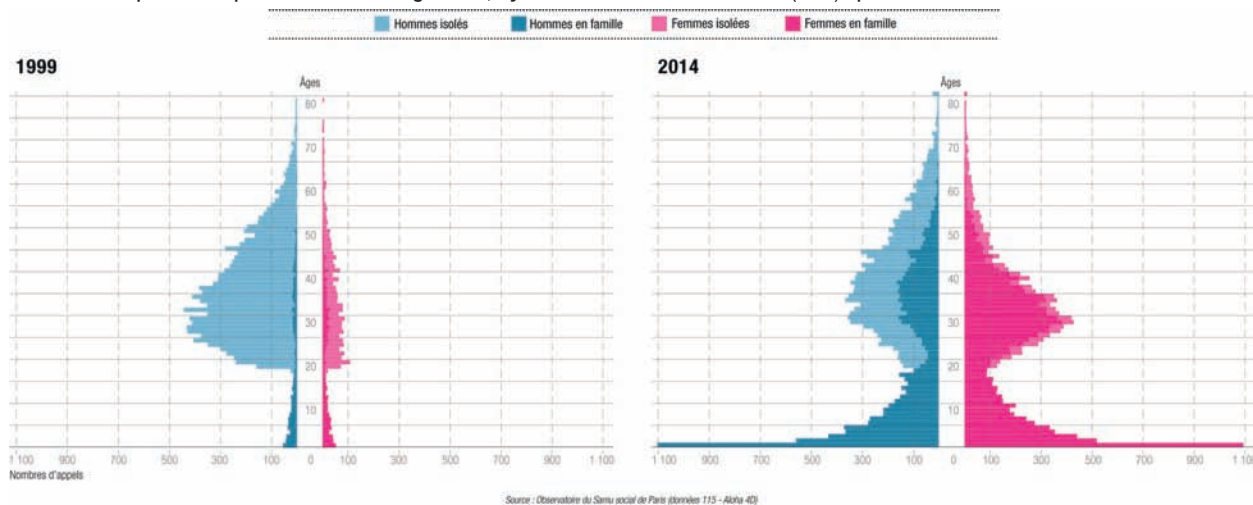 Hommes isolés Hommes en famille Femmes isolées Femmes en famille
1999
2014
Âges
Âges
80
80
70
70
60
60
50
50
40
40
30
30
20
20
10
10
1 100 900 700 500 300 100 0 100 300 500 700 900 1 100
1 100 900 700 500 300 100 0 100 300 500 700 900 1 100
Nombres d'appels
Source : Observatoire du Samu social de Paris (données 115 - Aloha 4D)